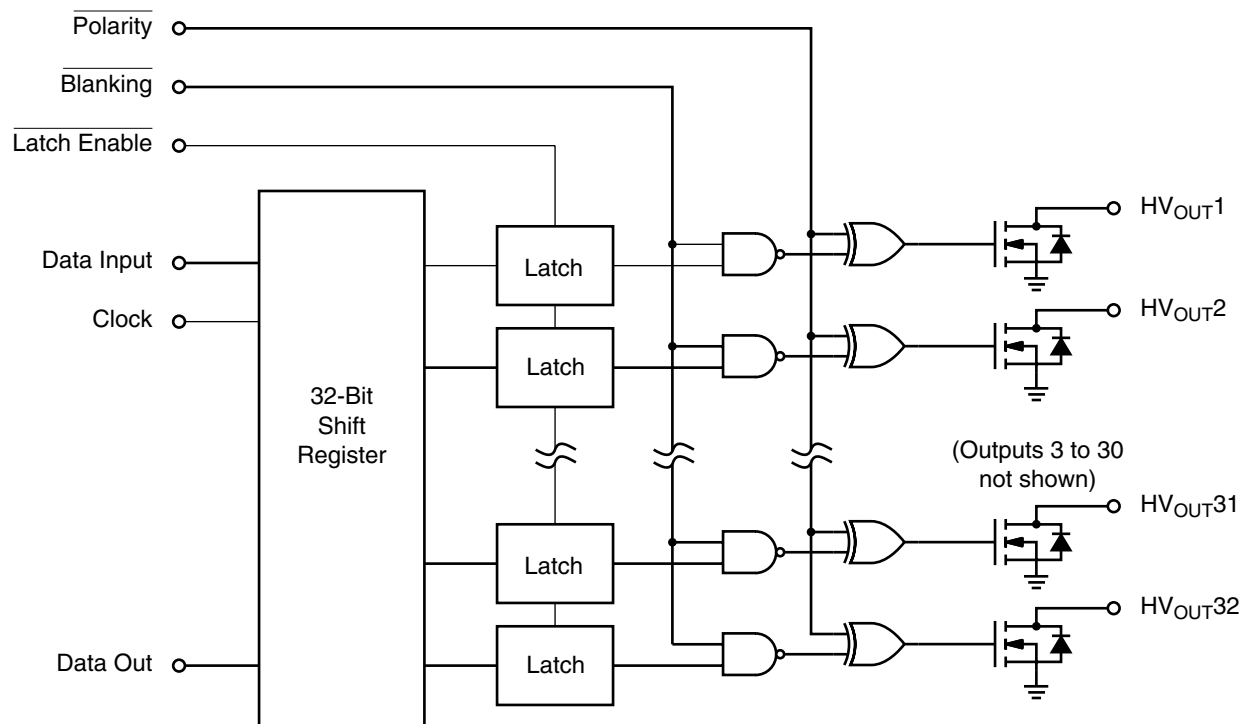 Polarity
Blanking
Latch Enable
Data Input
Clock
Data Out
32-Bit
Shift
Register
Latch
Latch
Latch
Latch
(Outputs 3 to 30
not shown)
HVOUT1
HVOUT2
HVOUT31
HVOUT32